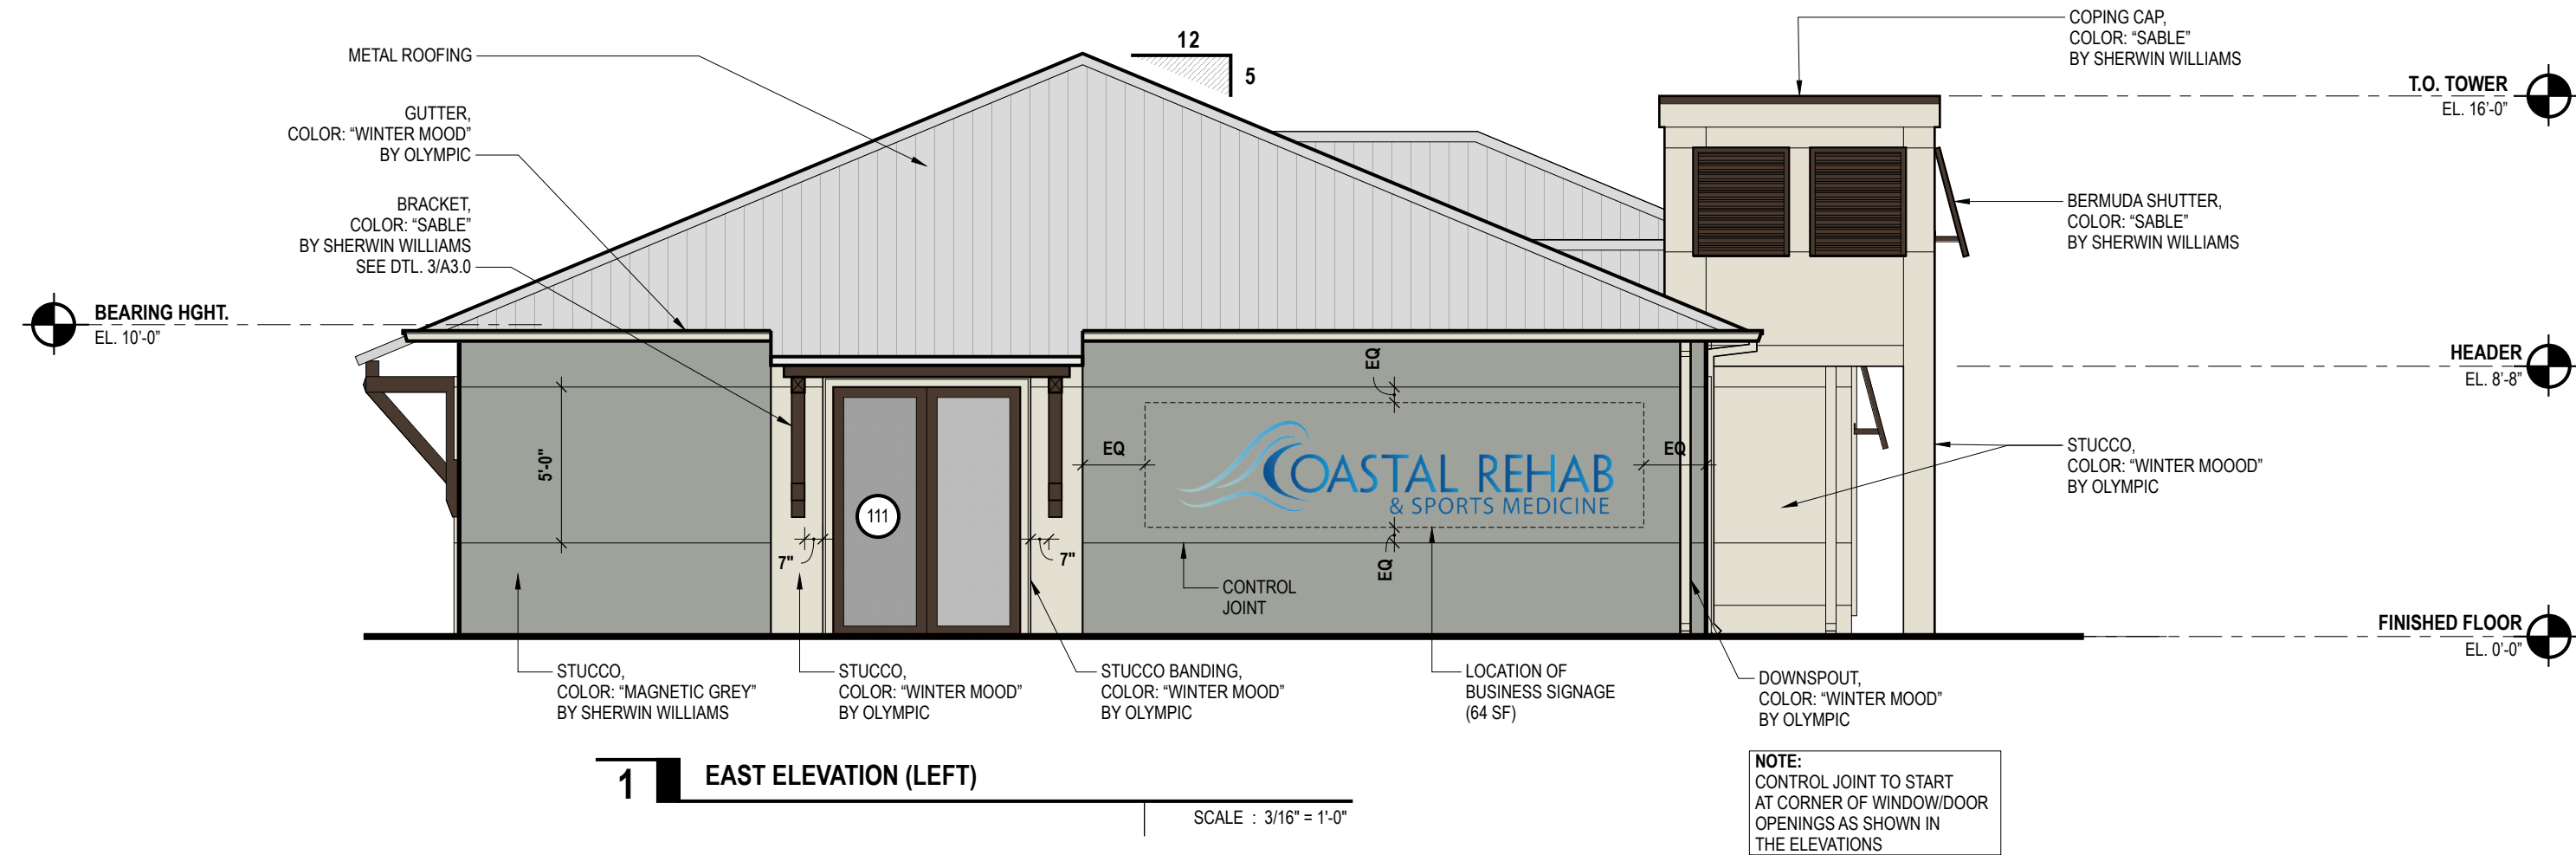 METAL ROOFING
GUTTER,
COLOR: “WINTER MOOD”
BY OLYMPIC
BRACKET,
COLOR: “SABLE”
BY SHERWIN WILLIAMS
SEE DTL. 3/A3.0
BEARING HGHT.
EL. 10’-0”
12
5
COPING CAP,
COLOR: “SABLE”
BY SHERWIN WILLIAMS
T.O. TOWER
EL. 16’-0”
BERMUDA SHUTTER,
COLOR: “SABLE”
BY SHERWIN WILLIAMS
HEADER
EL. 8’-8”
STUCCO,
COLOR: “WINTER MOOOD”
BY OLYMPIC
FINISHED FLOOR
EL. 0’-0”
5'-0"
111
7"
7"
EQ
EQ
EQ
EQ
COASTAL REHAB
& SPORTS MEDICINE
CONTROL
JOINT
STUCCO,
COLOR: “MAGNETIC GREY”
BY SHERWIN WILLIAMS
STUCCO,
COLOR: “WINTER MOOD”
BY OLYMPIC
STUCCO BANDING,
COLOR: “WINTER MOOD”
BY OLYMPIC
LOCATION OF
BUSINESS SIGNAGE
(64 SF)
DOWNSPOUT,
COLOR: “WINTER MOOD”
BY OLYMPIC
1
EAST ELEVATION (LEFT)
SCALE : 3/16" = 1'-0"
NOTE:
CONTROL JOINT TO START
AT CORNER OF WINDOW/DOOR
OPENINGS AS SHOWN IN
THE ELEVATIONS